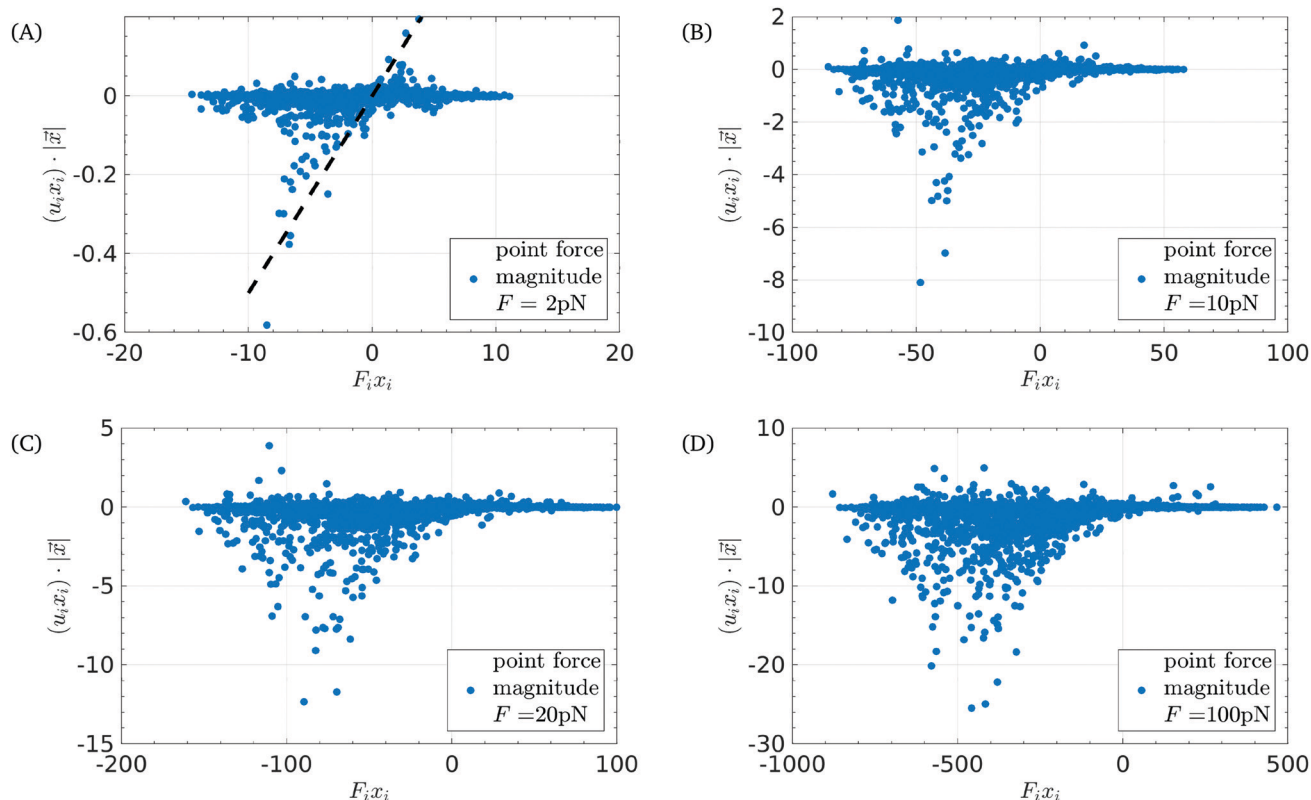 (A)
0
-0.2
-0.4
-0.6
-20
-10
0
10
20
(u_i x_i) · |x⃗|
F_i x_i
point force
magnitude
F = 2pN
(B)
2
0
-2
-4
-6
-8
-10
-100
-50
0
50
100
(u_i x_i) · |x⃗|
F_i x_i
point force
magnitude
F =10pN
(C)
5
0
-5
-10
-15
-200
-100
0
100
(u_i x_i) · |x⃗|
F_i x_i
point force
magnitude
F =20pN
(D)
10
0
-10
-20
-30
-1000
-500
0
500
(u_i x_i) · |x⃗|
F_i x_i
point force
magnitude
F =100pN